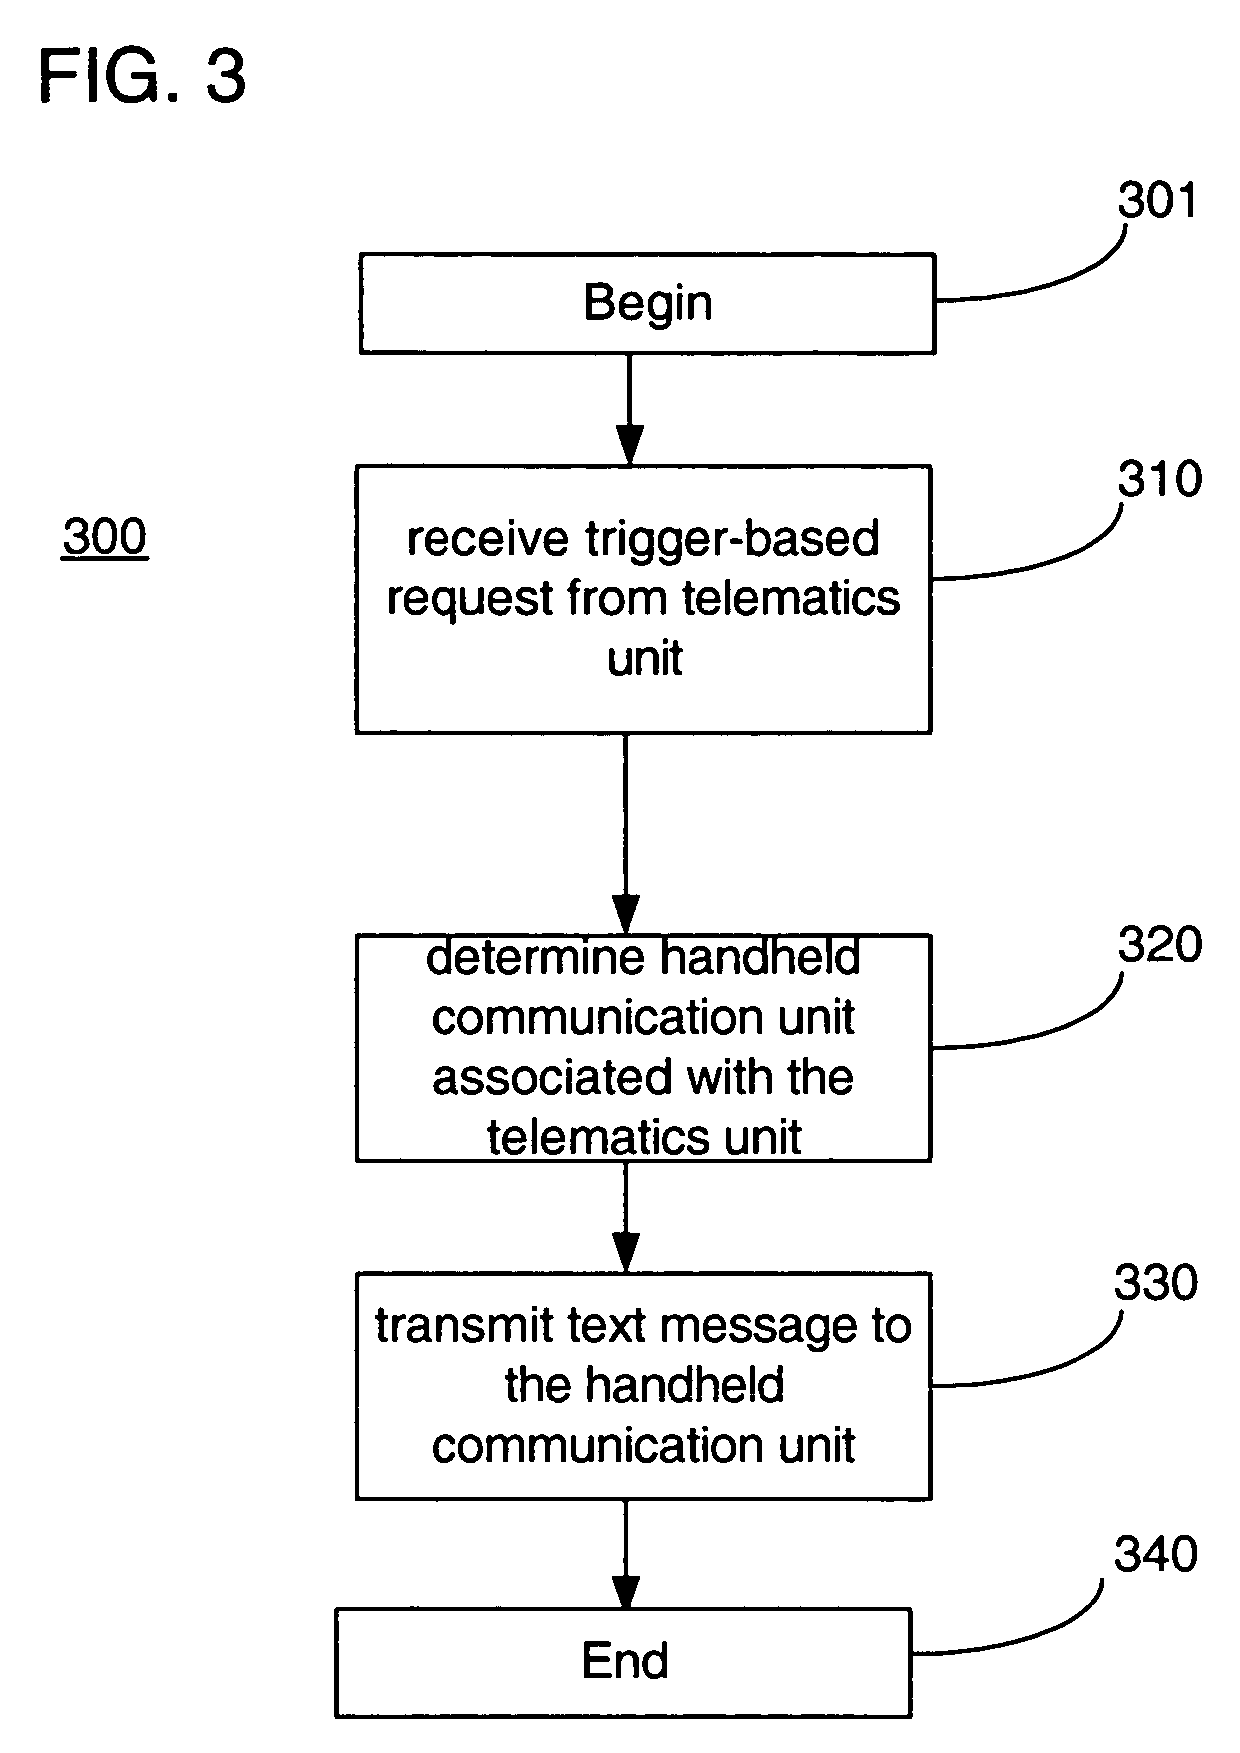 FIG. 3
301
Begin
310
300
receive trigger-based
request from telematics
unit
320
determine handheld
communication unit
associated with the
telematics unit
330
transmit text message to
the handheld
communication unit
340
End